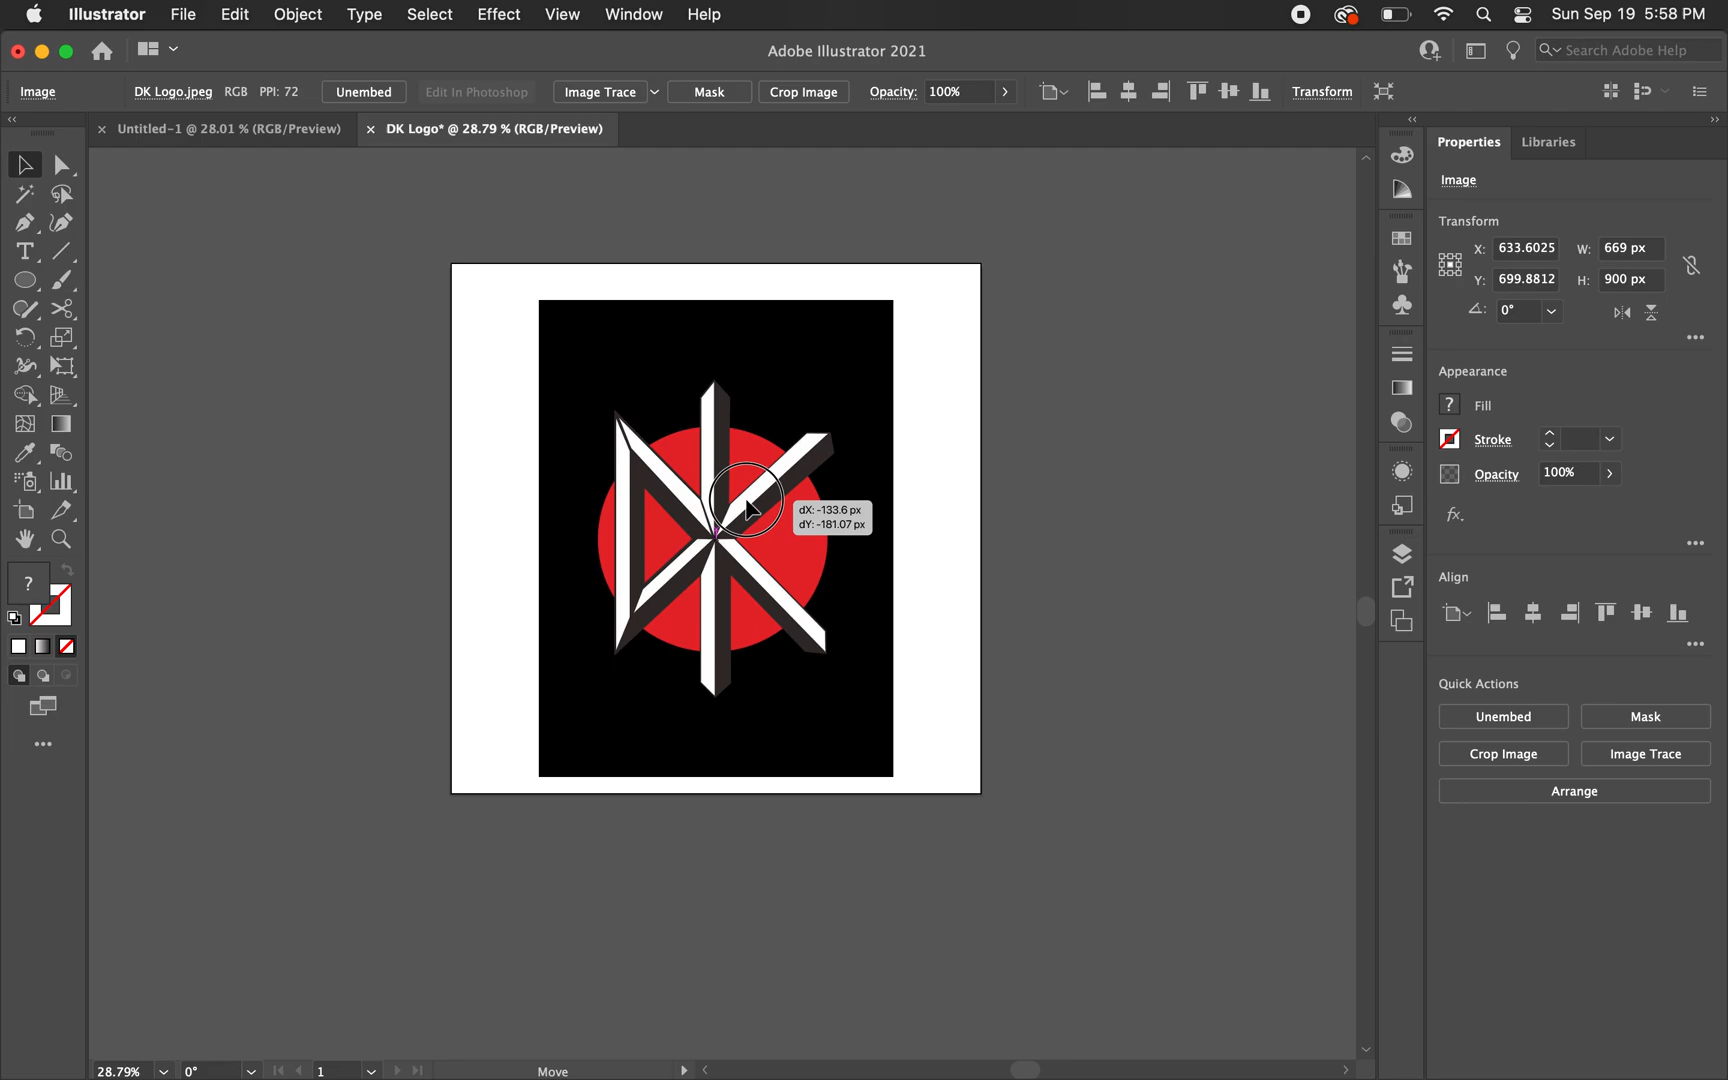 Illustrator File Edit Object Type Select Effect View Window Help Sun Sep 19 5:58 PM
Adobe Illustrator 2021 Search Adobe Help
Image DK Logo.jpeg RGB PPI: 72 Unembed Edit In Photoshop Image Trace Mask Crop Image Opacity: 100% Transform
Untitled-1 @ 28.01 % (RGB/Preview) DK Logo* @ 28.79 % (RGB/Preview)
Properties Libraries
Image
Transform
X: 633.6025 W: 669 px
Y: 699.8812 H: 900 px
0°
Appearance
? Fill
Stroke
Opacity 100%
fx.
dX: -133.6 px
dY: -181.07 px
Align
?
Quick Actions
Unembed Mask
Crop Image Image Trace
Arrange
28.79% 0° 1 Move